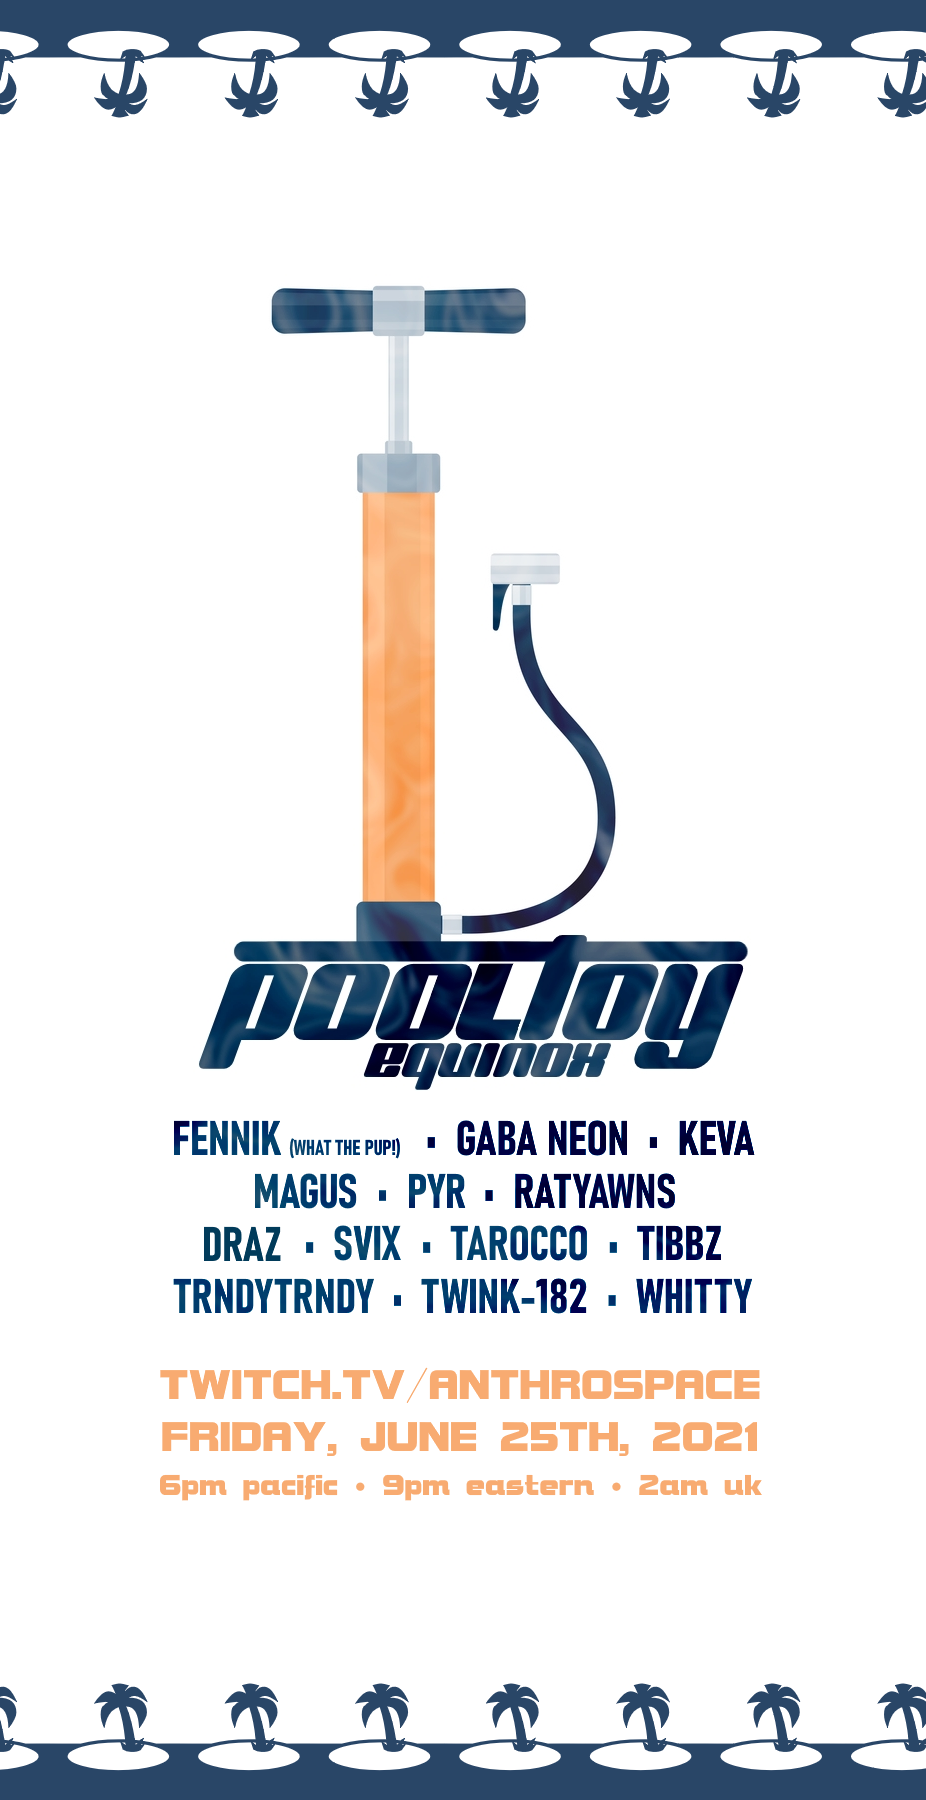 poolToy
equinox
FENNIK (WHAT THE PUP!) · GABA NEON · KEVA
MAGUS · PYR · RATYAWNS
DRAZ · SVIX · TAROCCO · TIBBZ
TRNDYTRNDY · TWINK-182 · WHITTY
TWITCH.TV/ANTHROSPACE
FRIDAY, JUNE 25TH, 2021
6pm pacific • 9pm eastern • 2am uk